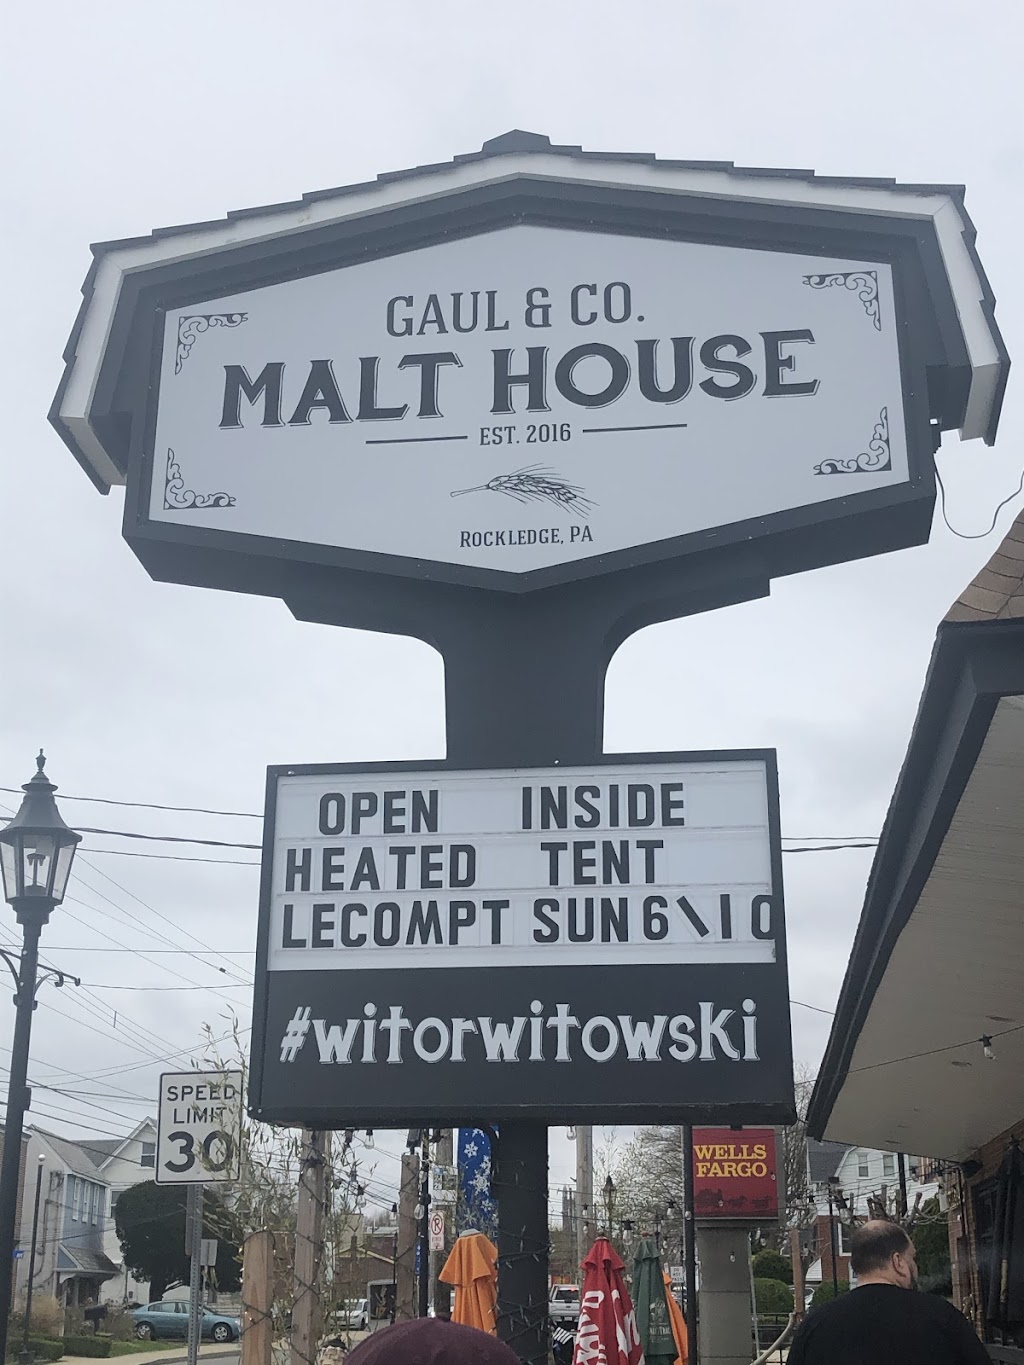 GAUL & CO.
MALT HOUSE
EST. 2016
ROCKLEDGE, PA
OPEN INSIDE
HEATED TENT
LECOMPT SUN 6\10
#witorwitowski
SPEED
LIMIT
30
WELLS
FARGO